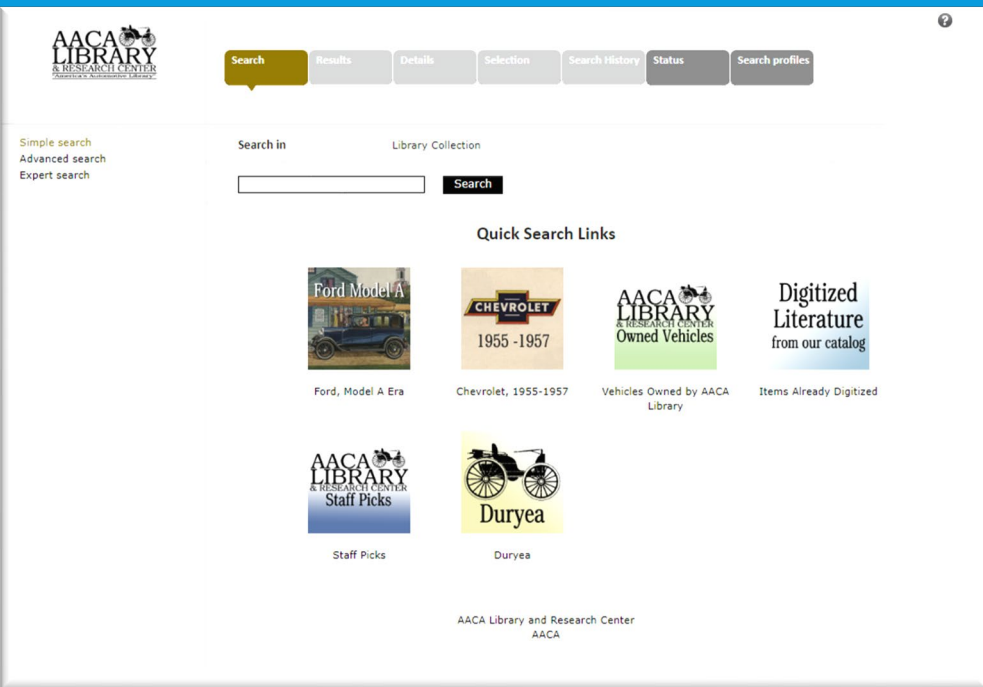 ?
AACA
LIBRARY
& RESEARCH CENTER
"America's Automotive Library"
Search
Results
Details
Selection
Search History
Status
Search profiles
Simple search
Advanced search
Expert search
Search in
Library Collection
Search
Quick Search Links
Ford Model A
CHEVROLET
1955 -1957
AACA
LIBRARY
& RESEARCH CENTER
Owned Vehicles
Digitized
Literature
from our catalog
Ford, Model A Era
Chevrolet, 1955-1957
Vehicles Owned by AACA
Library
Items Already Digitized
AACA
LIBRARY
& RESEARCH CENTER
Staff Picks
Duryea
Staff Picks
Duryea
AACA Library and Research Center
AACA